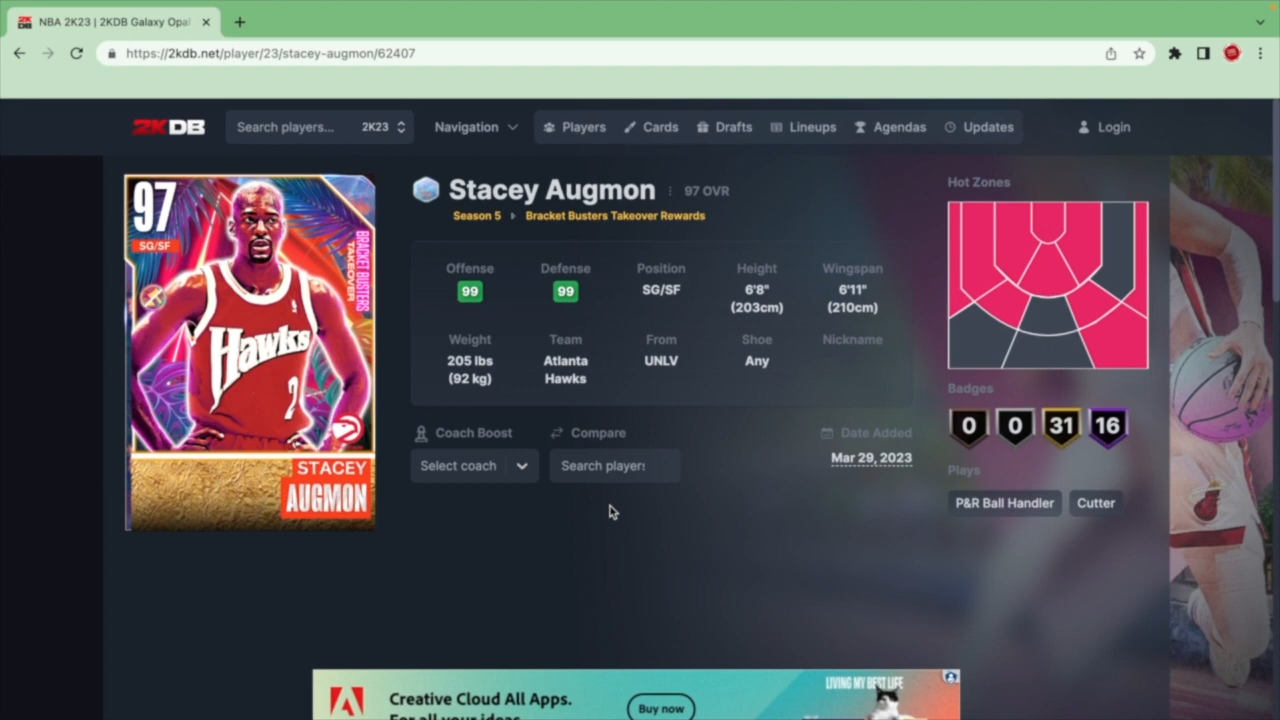 NBA 2K23 | 2KDB Galaxy Opal
https://2kdb.net/player/23/stacey-augmon/62407
2KDB
Search players...
2K23
Navigation
Players
Cards
Drafts
Lineups
Agendas
Updates
Login
97
SG/SF
BRACKET BUSTERS
TAKEOVER
Hawks
2
STACEY
AUGMON
Stacey Augmon
97 OVR
Season 5
Bracket Busters Takeover Rewards
Offense
Defense
Position
Height
Wingspan
99
99
SG/SF
6'8"
6'11"
(203cm)
(210cm)
Weight
Team
From
Shoe
Nickname
205 lbs
Atlanta
UNLV
Any
(92 kg)
Hawks
Coach Boost
Compare
Date Added
Select coach
Search players
Mar 29, 2023
Hot Zones
Badges
0
0
31
16
Plays
P&R Ball Handler
Cutter
Creative Cloud All Apps.
For all your ideas.
Buy now
LIVING MY BEST LIFE